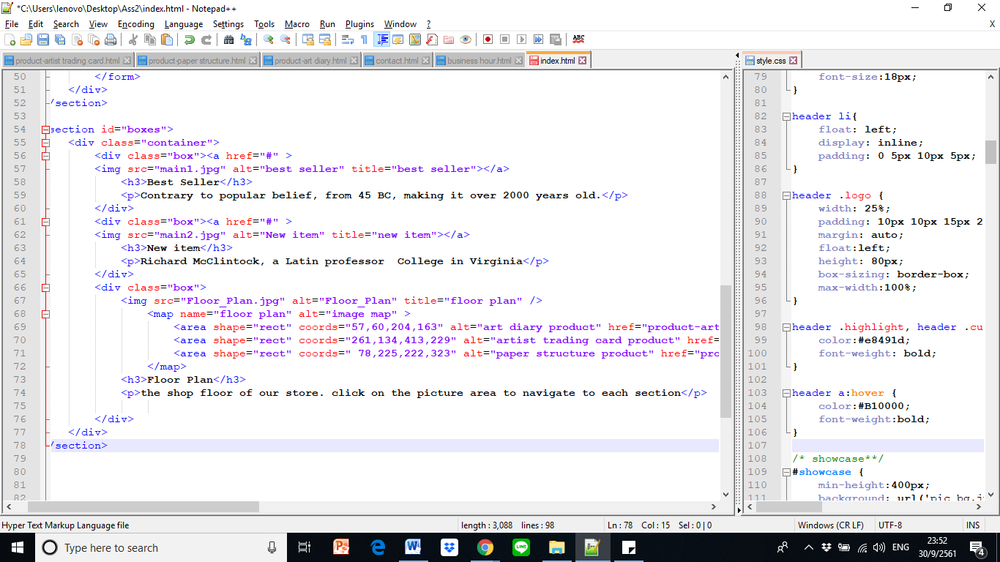 *C:\Users\lenovo\Desktop\Ass2\index.html - Notepad++
File Edit Search View Encoding Language Settings Tools Macro Run Plugins Window ? X
ABC
product-artist trading card.html product-paper structure.html product-art diary.html contact.html business hour.html index.html
50 </form>
51 </div>
52 /section>
53
54 section id="boxes">
55 <div class="container">
56 <div class="box"><a href="#" >
57 <img src="main1.jpg" alt="best seller" title="best seller"></a>
58 <h3>Best Seller</h3>
59 <p>Contrary to popular belief, from 45 BC, making it over 2000 years old.</p>
60 </div>
61 <div class="box"><a href="#" >
62 <img src="main2.jpg" alt="New item" title="new item"></a>
63 <h3>New item</h3>
64 <p>Richard McClintock, a Latin professor  College in Virginia</p>
65 </div>
66 <div class="box">
67 <img src="Floor_Plan.jpg" alt="Floor_Plan" title="floor plan" />
68 <map name="floor plan" alt="image map" >
69 <area shape="rect" coords="57,60,204,163" alt="art diary product" href="product-art
70 <area shape="rect" coords="261,134,413,229" alt="artist trading card product" href=
71 <area shape="rect" coords=" 78,225,222,323" alt="paper structure product" href="pro
72 </map>
73 <h3>Floor Plan</h3>
74 <p>the shop floor of our store. click on the picture area to navigate to each section</p>
75
76 </div>
77 </div>
78 /section>
79
80
81
82
style.css
79 font-size:18px;
80 }
81
82 header li{
83 float: left;
84 display: inline;
85 padding: 0 5px 10px 5px;
86 }
87
88 header .logo {
89 width: 25%;
90 padding: 10px 10px 15px 2
91 margin: auto;
92 float:left;
93 height: 80px;
94 box-sizing: border-box;
95 max-width:100%;
96 }
97
98 header .highlight, header .cu
99 color:#e8491d;
100 font-weight: bold;
101 }
102
103 header a:hover {
104 color:#B10000;
105 font-weight:bold;
106 }
107
108 /* showcase**/
109 #showcase {
110 min-height:400px;
111 background: url('pic_bg.j
Hyper Text Markup Language file length : 3,088 lines : 98 Ln : 78 Col : 15 Sel : 0 | 0 Windows (CR LF) UTF-8 INS
Type here to search
ENG
23:52
30/9/2561
4
LINE